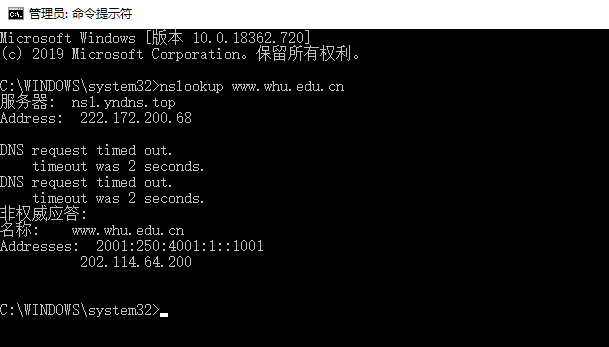 管理员: 命令提示符
Microsoft Windows [版本 10.0.18362.720]
(c) 2019 Microsoft Corporation。保留所有权利。
C:\WINDOWS\system32>nslookup www.whu.edu.cn
服务器:  ns1.yndns.top
Address:  222.172.200.68
DNS request timed out.
    timeout was 2 seconds.
DNS request timed out.
    timeout was 2 seconds.
非权威应答:
名称:    www.whu.edu.cn
Addresses:  2001:250:4001:1::1001
          202.114.64.200
C:\WINDOWS\system32>